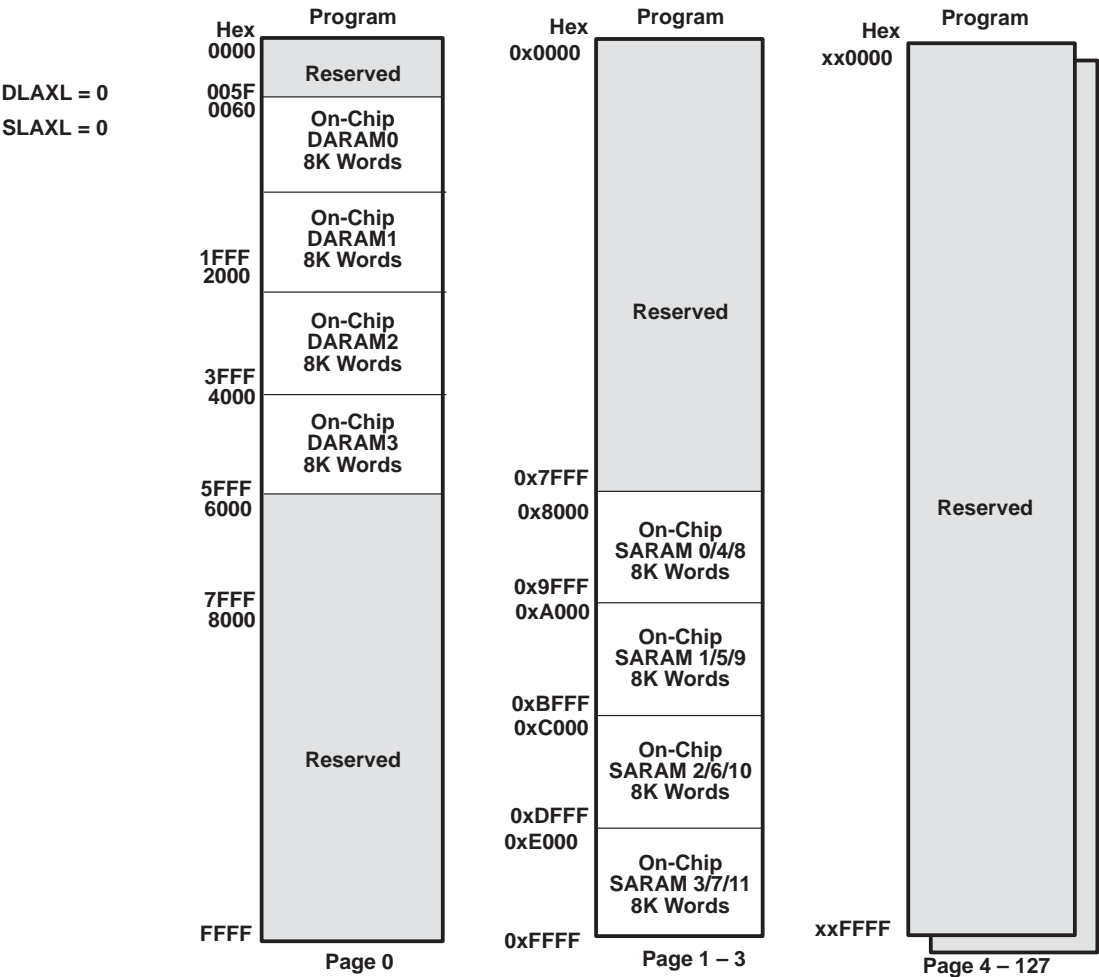 DLAXL = 0
SLAXL = 0
Hex
Program
0000
Reserved
005F
0060
On-Chip
DARAM0
8K Words
On-Chip
DARAM1
8K Words
1FFF
2000
On-Chip
DARAM2
8K Words
3FFF
4000
On-Chip
DARAM3
8K Words
5FFF
6000
7FFF
8000
Reserved
FFFF
Page 0
Hex
Program
0x0000
Reserved
0x7FFF
0x8000
On-Chip
SARAM 0/4/8
8K Words
0x9FFF
0xA000
On-Chip
SARAM 1/5/9
8K Words
0xBFFF
0xC000
On-Chip
SARAM 2/6/10
8K Words
0xDFFF
0xE000
On-Chip
SARAM 3/7/11
8K Words
0xFFFF
Page 1 – 3
Hex
Program
xx0000
Reserved
xxFFFF
Page 4 – 127